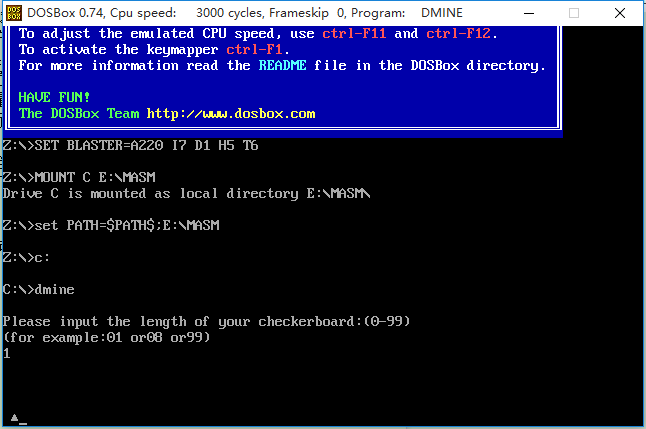 DOSBox 0.74, Cpu speed: 3000 cycles, Frameskip 0, Program: DMINE
To adjust the emulated CPU speed, use ctrl-F11 and ctrl-F12.
To activate the keymapper ctrl-F1.
For more information read the README file in the DOSBox directory.
HAVE FUN!
The DOSBox Team http://www.dosbox.com
Z:\>SET BLASTER=A220 I7 D1 H5 T6
Z:\>MOUNT C E:\MASM
Drive C is mounted as local directory E:\MASM\
Z:\>set PATH=$PATH$;E:\MASM
Z:\>c:
C:\>dmine
Please input the length of your checkerboard:(0-99)
(for example:01 or08 or99)
1
▲_